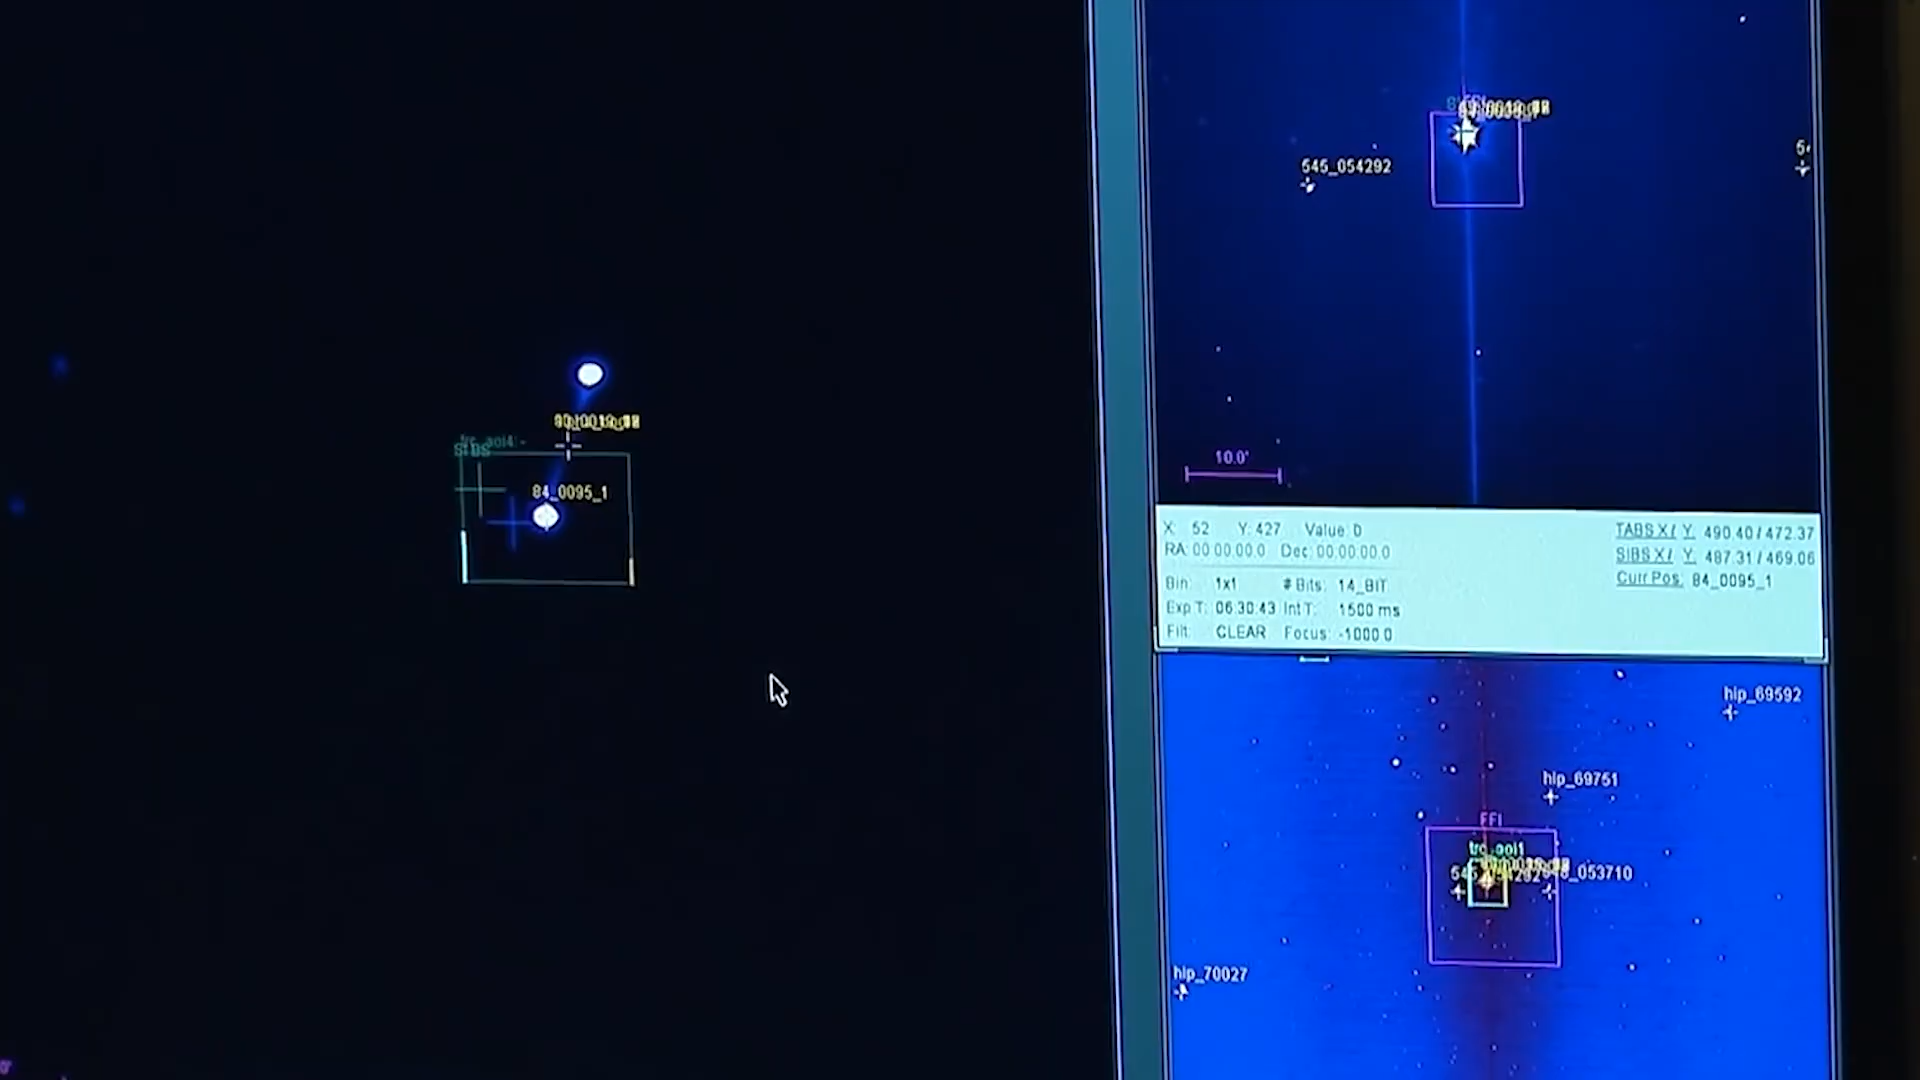 84_0095_1
SIBS
545_054292
10.0'
X: 52 Y: 427 Value: 0
RA: 00 00.00.0 Dec: 00.00.00.0
Bin: 1x1 # Bits: 14_BIT
Exp T: 06:30:43 Int T: 1500 ms
Filt: CLEAR Focus: -1000.0
TABS X / Y: 490.40 / 472.37
SIBS X / Y: 487.31 / 469.06
Curr Pos: 84_0095_1
hip_69592
hip_69751
FFI
trc_aoi1
hip_70027